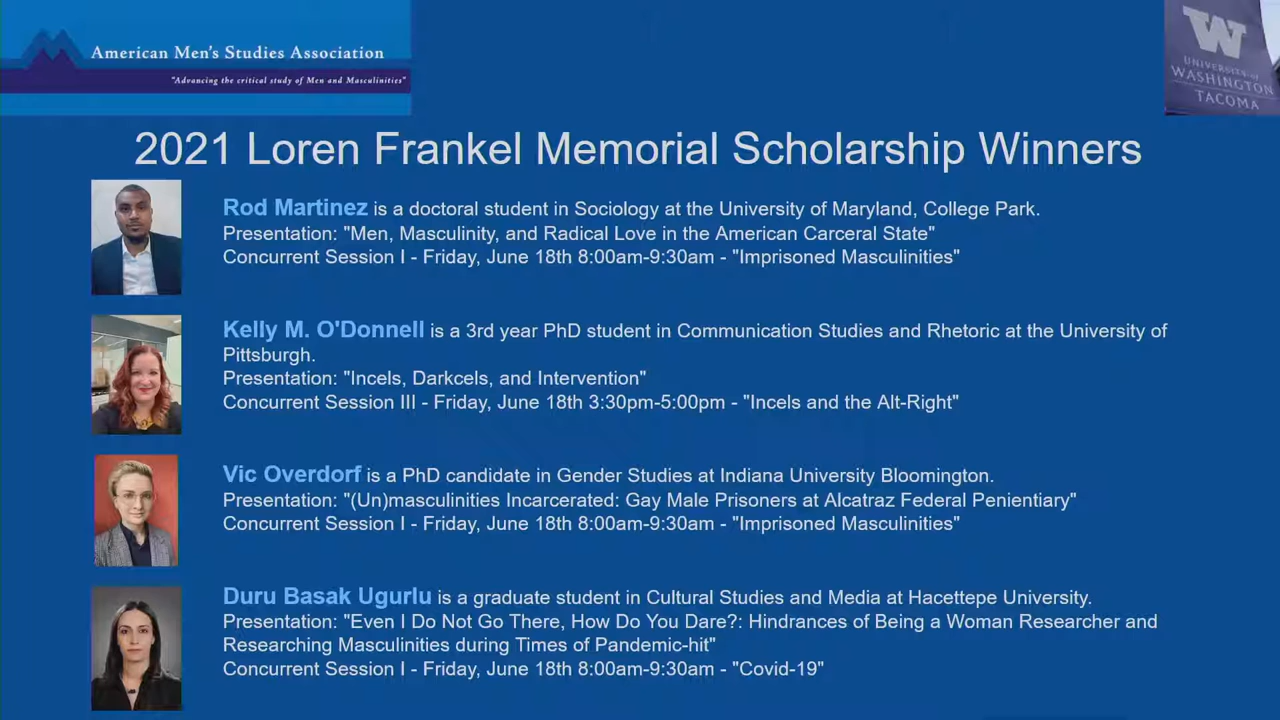 American Men's Studies Association
"Advancing the critical study of Men and Masculinities"
W
UNIVERSITY of
WASHINGTON
TACOMA
2021 Loren Frankel Memorial Scholarship Winners
Rod Martinez is a doctoral student in Sociology at the University of Maryland, College Park.
Presentation: "Men, Masculinity, and Radical Love in the American Carceral State"
Concurrent Session I - Friday, June 18th 8:00am-9:30am - "Imprisoned Masculinities"
Kelly M. O'Donnell is a 3rd year PhD student in Communication Studies and Rhetoric at the University of
Pittsburgh.
Presentation: "Incels, Darkcels, and Intervention"
Concurrent Session III - Friday, June 18th 3:30pm-5:00pm - "Incels and the Alt-Right"
Vic Overdorf is a PhD candidate in Gender Studies at Indiana University Bloomington.
Presentation: "(Un)masculinities Incarcerated: Gay Male Prisoners at Alcatraz Federal Penientiary"
Concurrent Session I - Friday, June 18th 8:00am-9:30am - "Imprisoned Masculinities"
Duru Basak Ugurlu is a graduate student in Cultural Studies and Media at Hacettepe University.
Presentation: "Even I Do Not Go There, How Do You Dare?: Hindrances of Being a Woman Researcher and
Researching Masculinities during Times of Pandemic-hit"
Concurrent Session I - Friday, June 18th 8:00am-9:30am - "Covid-19"